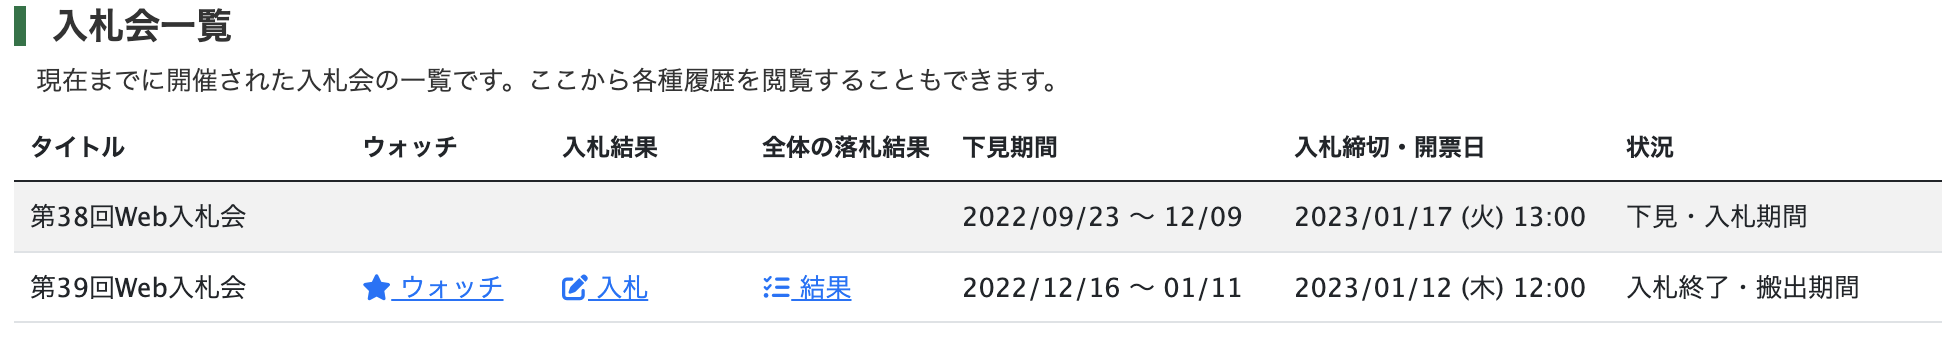 入札会一覧
現在までに開催された入札会の一覧です。ここから各種履歴を閲覧することもできます。
タイトル ウォッチ 入札結果 全体の落札結果 下見期間 入札締切・開票日 状況
第38回Web入札会 2022/09/23 〜 12/09 2023/01/17 (火) 13:00 下見・入札期間
第39回Web入札会 ウォッチ 入札 結果 2022/12/16 〜 01/11 2023/01/12 (木) 12:00 入札終了・搬出期間